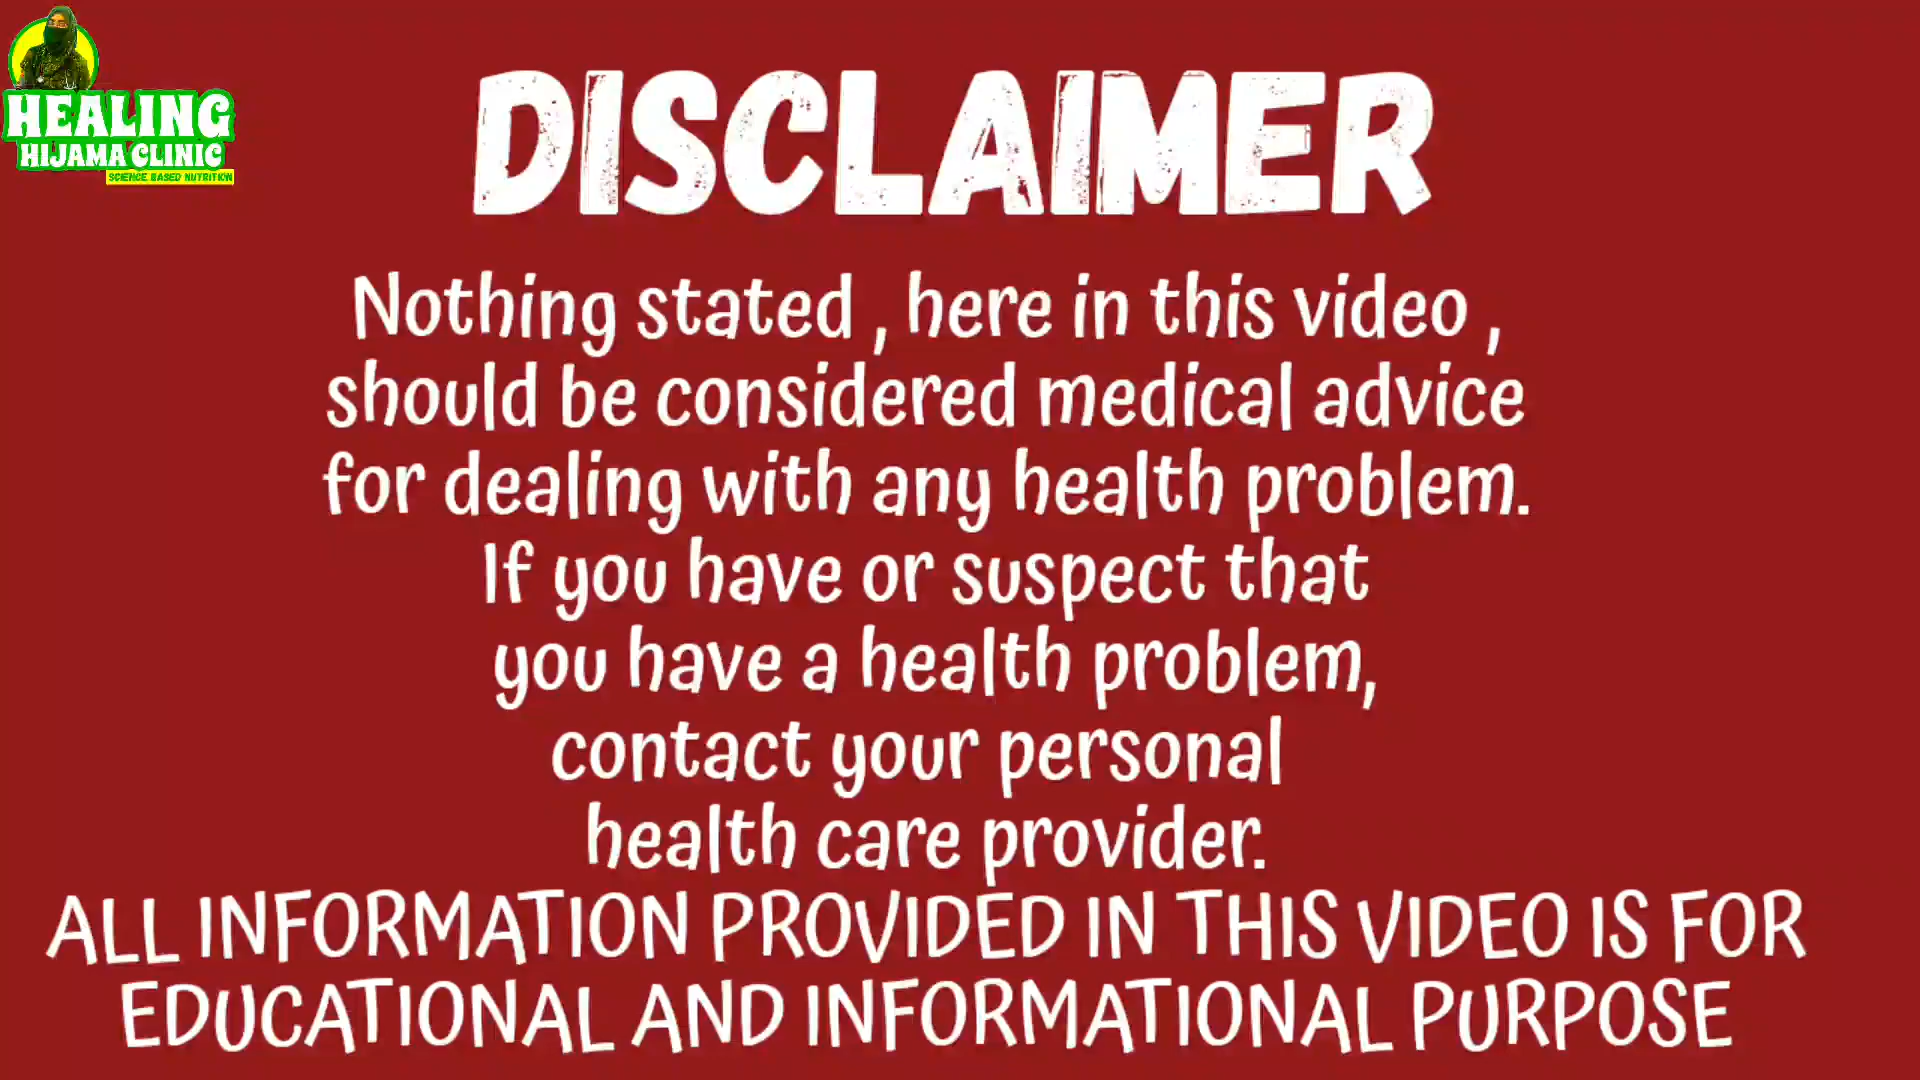 HEALING
HIJAMA CLINIC
SCIENCE BASED NUTRITION
DISCLAIMER
Nothing stated , here in this video ,
should be considered medical advice
for dealing with any health problem.
If you have or suspect that
you have a health problem,
contact your personal
health care provider.
ALL INFORMATION PROVIDED IN THIS VIDEO IS FOR
EDUCATIONAL AND INFORMATIONAL PURPOSE